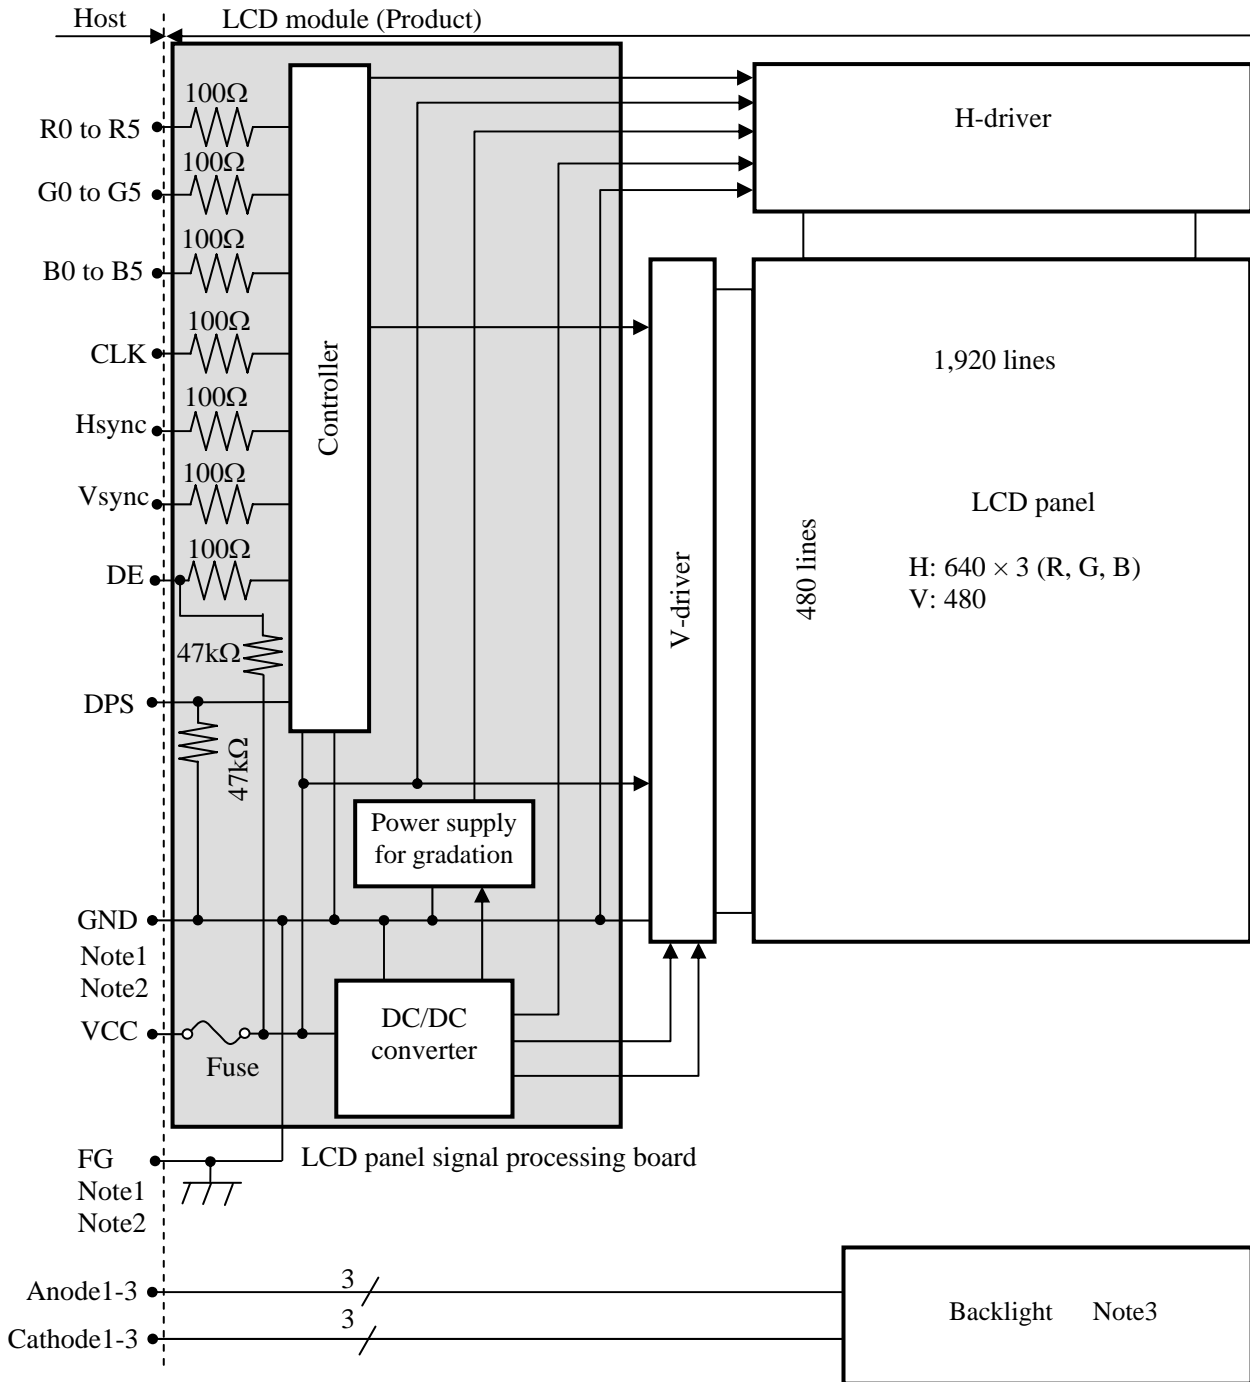 Host
LCD module (Product)
100Ω
R0 to R5
H-driver
100Ω
G0 to G5
100Ω
B0 to B5
100Ω
CLK
1,920 lines
Controller
100Ω
Hsync
100Ω
Vsync
LCD panel
100Ω
DE
480 lines
H: 640 × 3 (R, G, B)
V: 480
V-driver
47kΩ
DPS
47kΩ
Power supply
for gradation
GND
Note1
Note2
VCC
Fuse
DC/DC
converter
FG
Note1
Note2
LCD panel signal processing board
Anode1-3
3
Backlight Note3
Cathode1-3
3